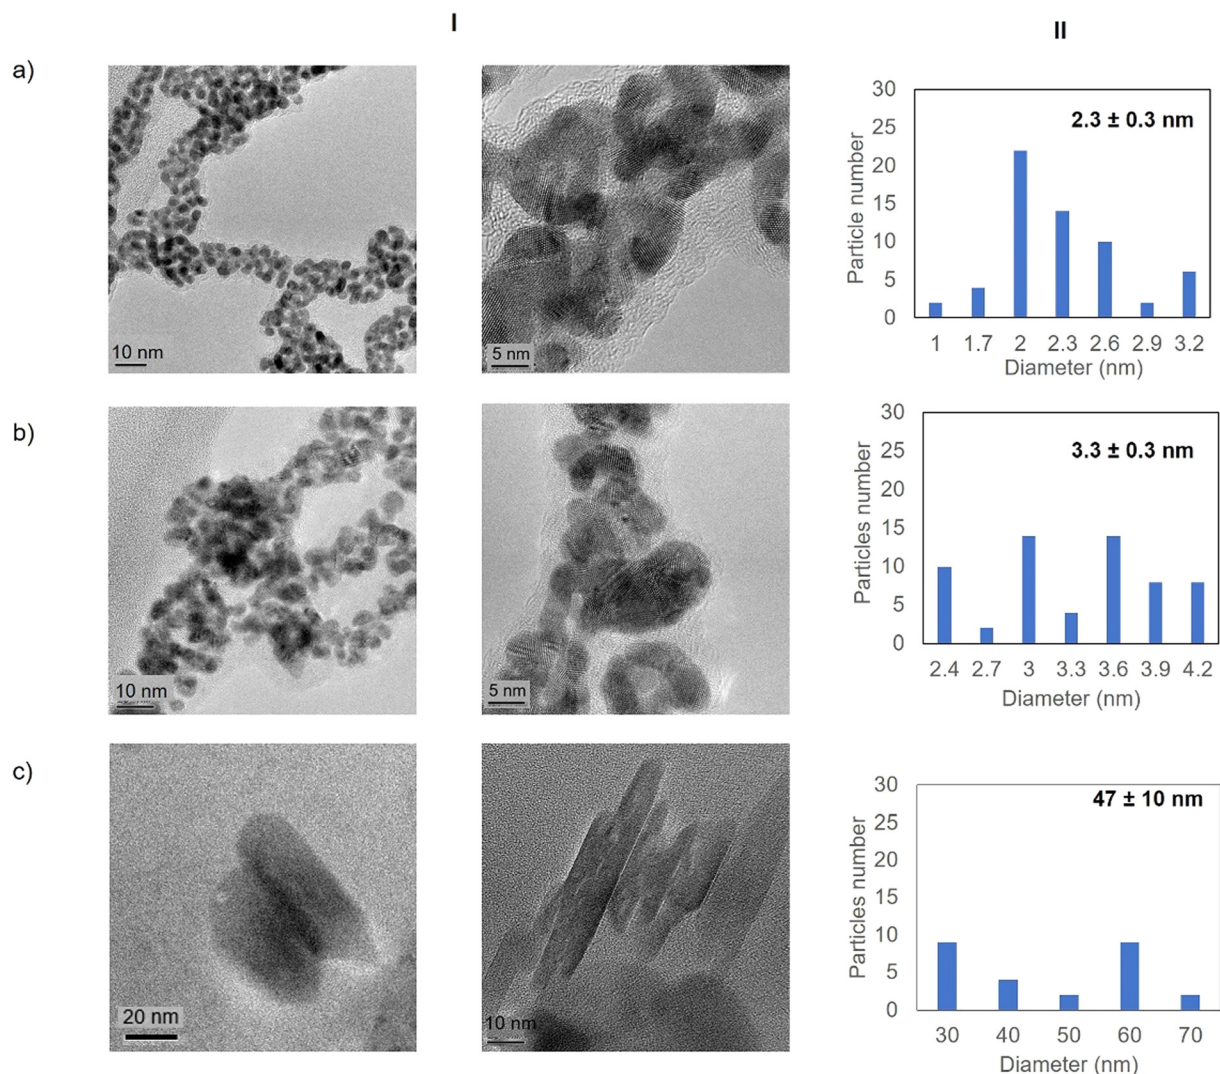 I
II
a)
10 nm
5 nm
30
25
20
15
10
5
0
Particle number
2.3 ± 0.3 nm
1 1.7 2 2.3 2.6 2.9 3.2
Diameter (nm)
b)
10 nm
5 nm
30
25
20
15
10
5
0
Particles number
3.3 ± 0.3 nm
2.4 2.7 3 3.3 3.6 3.9 4.2
Diameter (nm)
c)
20 nm
10 nm
30
25
20
15
10
5
0
Particles number
47 ± 10 nm
30 40 50 60 70
Diameter (nm)